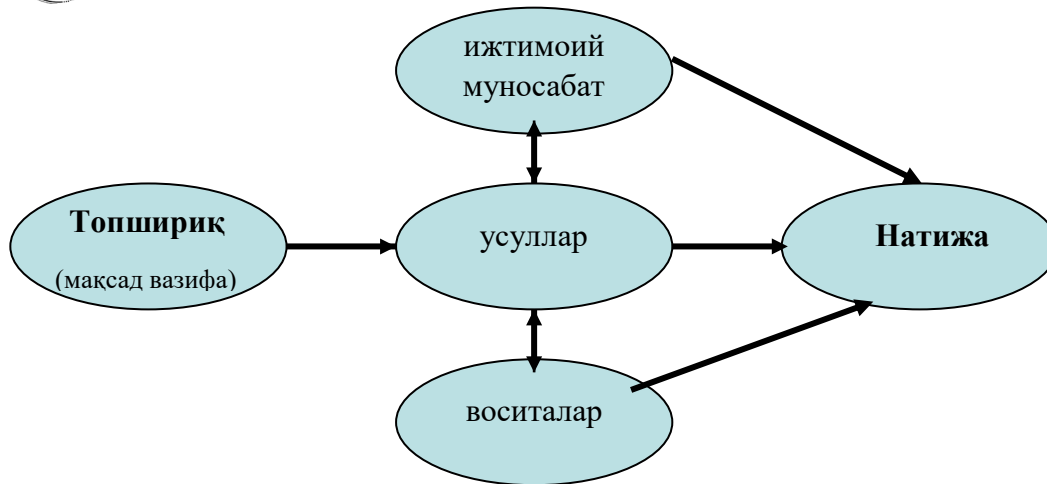 ижтимоий
муносабат
Топшириқ
(мақсад вазифа)
усуллар
Натижа
воситалар